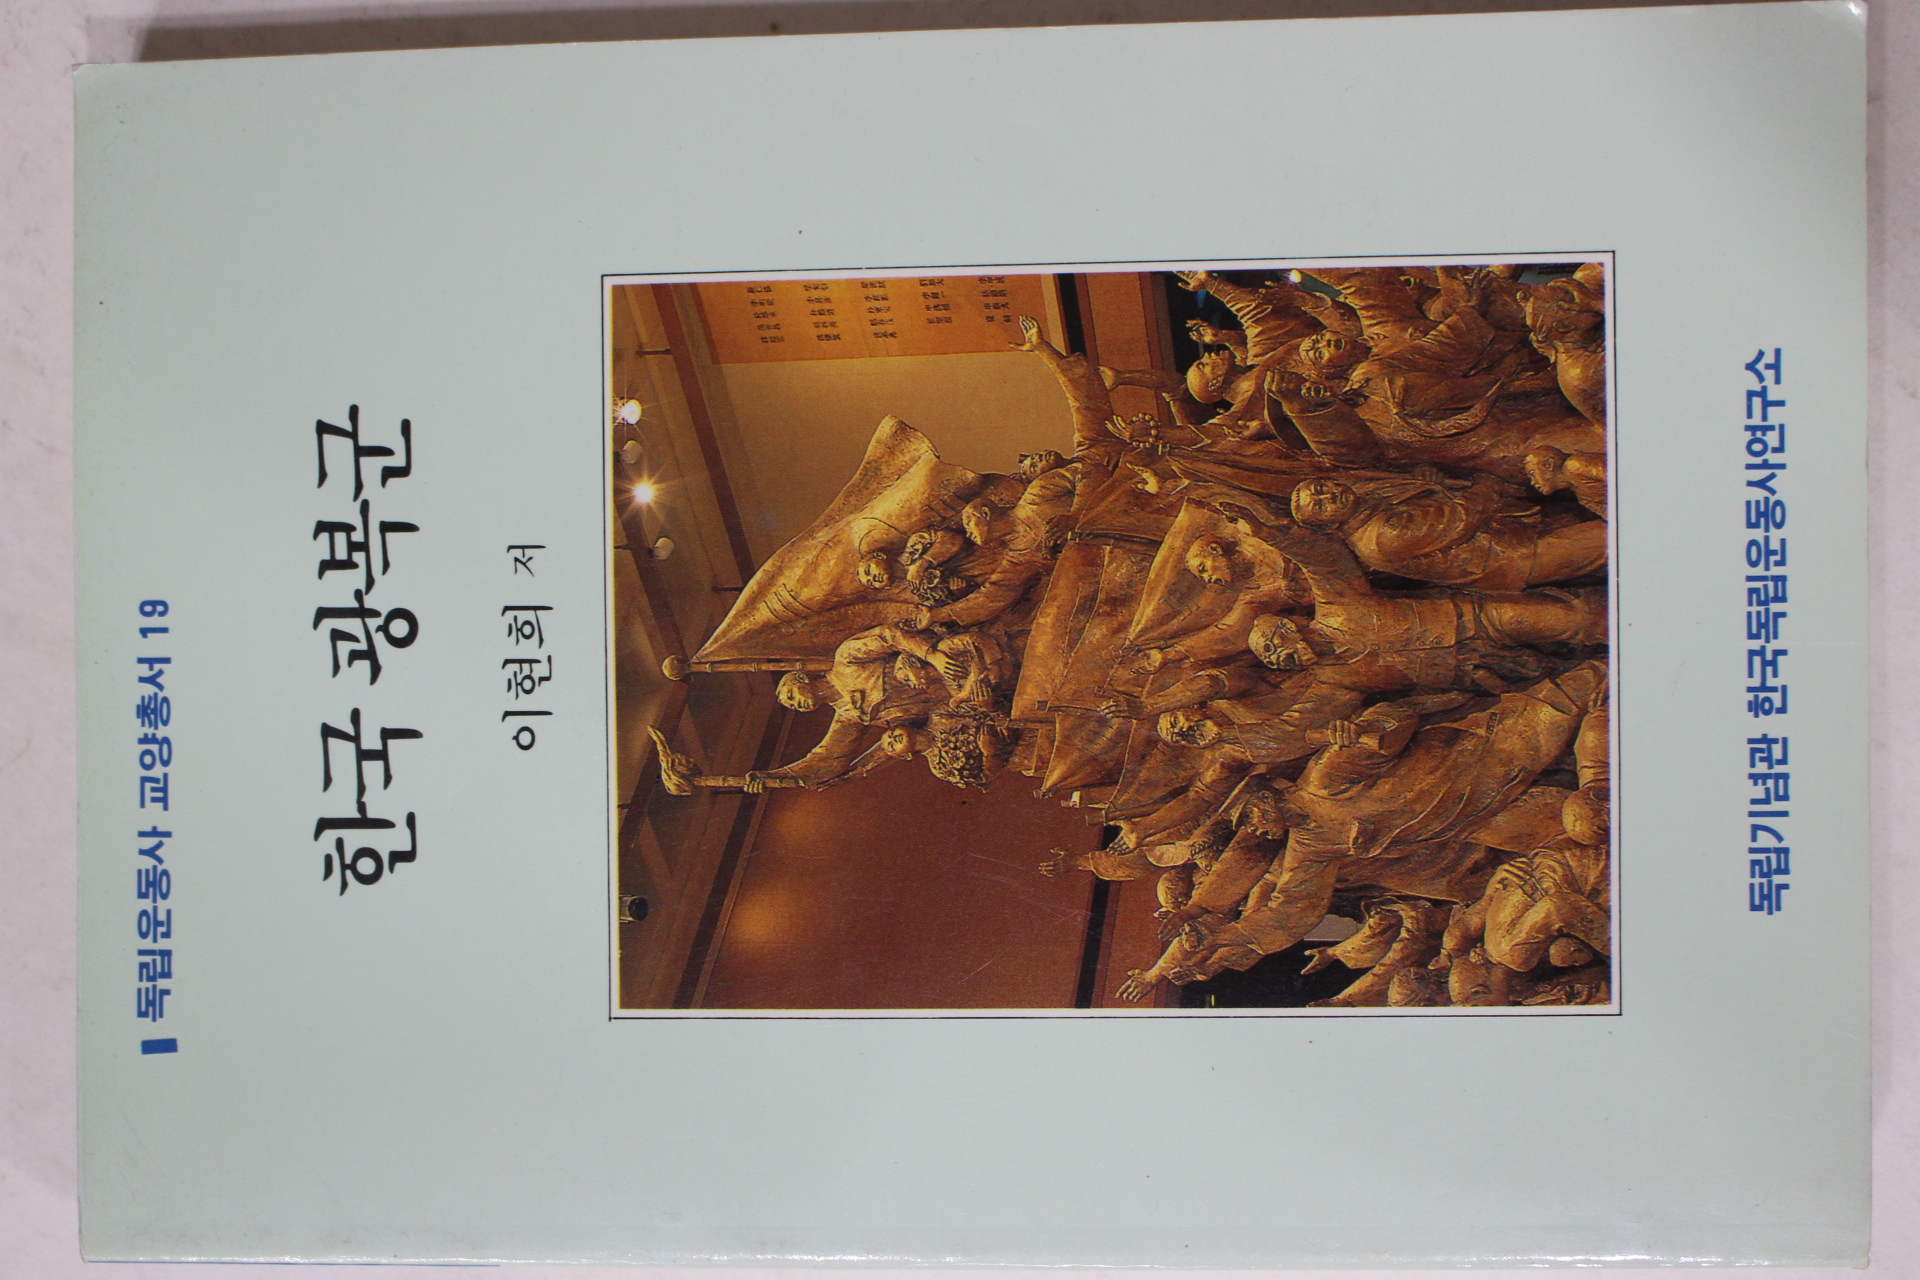 독립운동사 교양총서 19
한국 광복군
이현희 저
독립기념관 한국독립운동사연구소